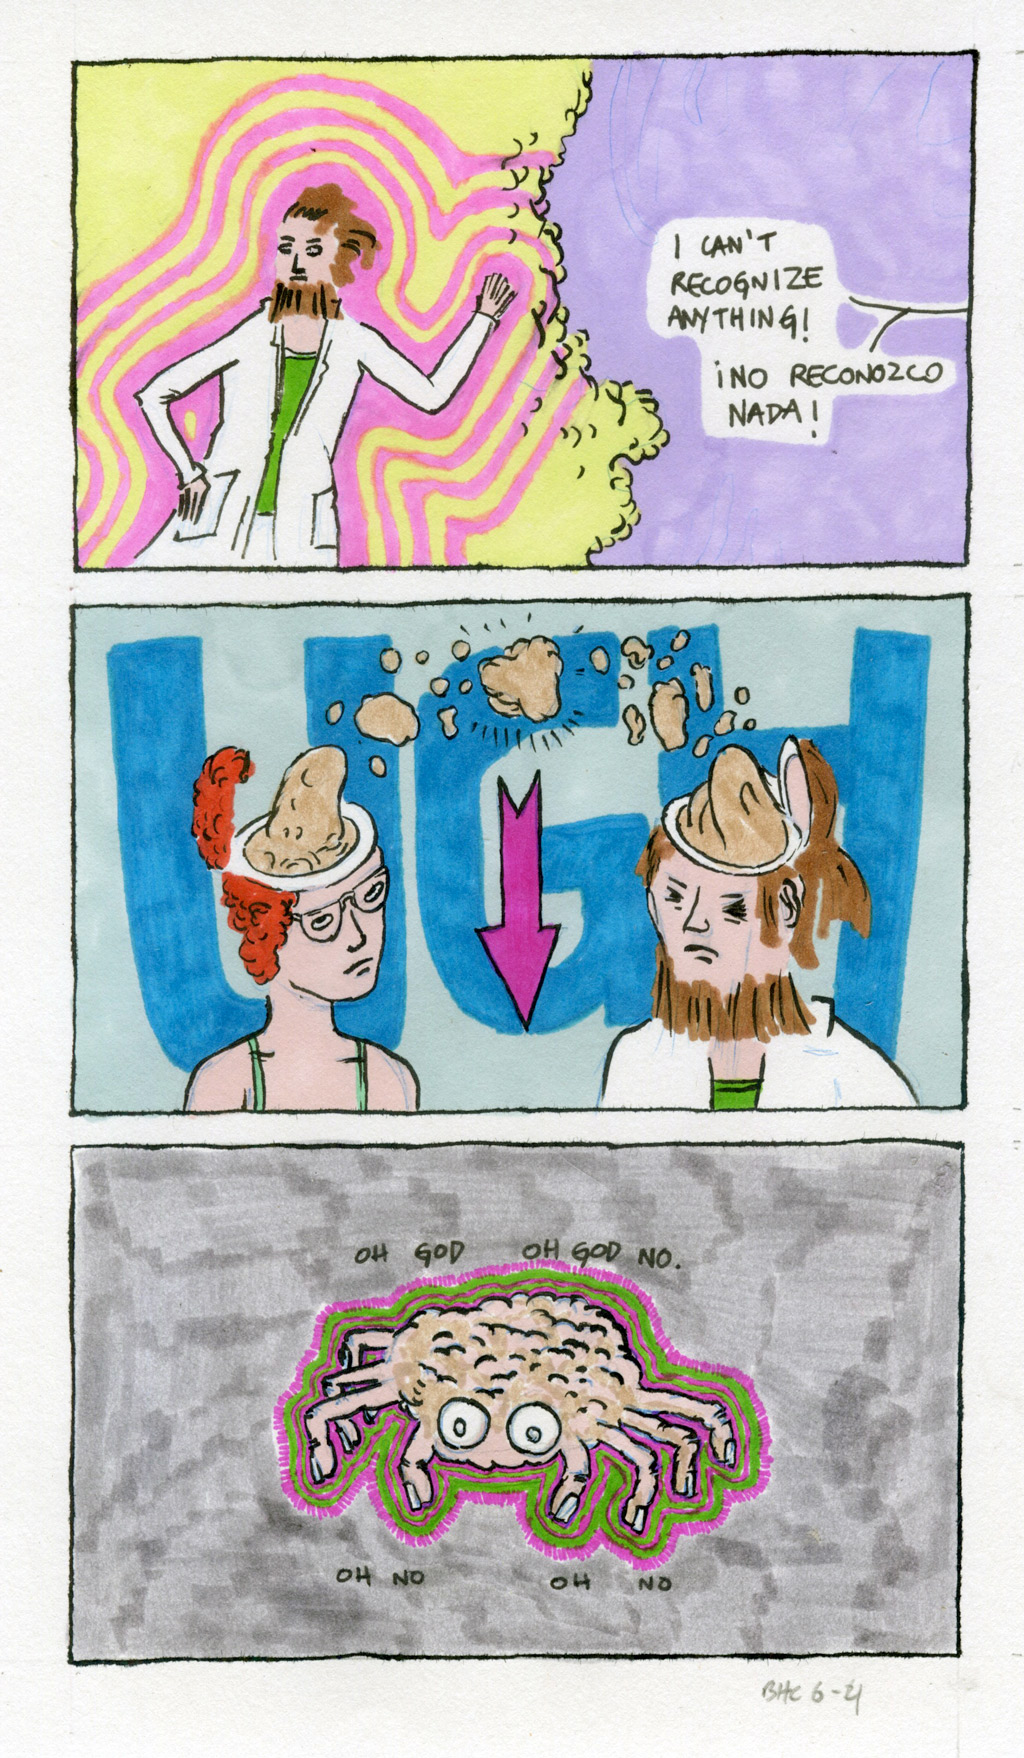 I CAN'T
RECOGNIZE
ANYTHING!
¡NO RECONOZCO
NADA!
UGH
OH GOD OH GOD NO.
OH NO OH NO
BHC 6-21